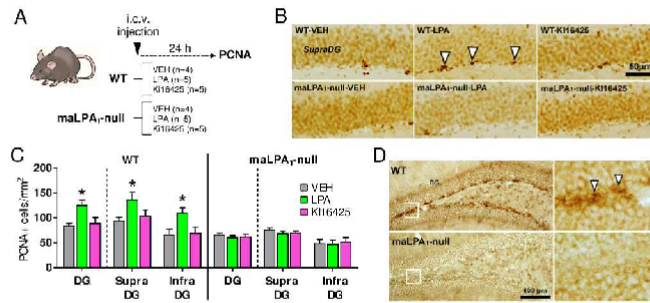 A
i.c.v.
injection
24 h
PCNA
WT
VEH (n=4)
LPA (n=5)
KI16425 (n=5)
maLPA₁-null
VEH (n=4)
LPA (n=5)
KI16425 (n=5)
B
WT-VEH
WT-LPA
WT-KI16425
SupraDG
50µm
maLPA₁-null-VEH
maLPA₁-null-LPA
maLPA₁-null-KI16425
C
WT
maLPA₁-null
PCNA+ cells/mm²
200
150
100
50
0
*
*
*
VEH
LPA
KI16425
DG
Supra
DG
Infra
DG
DG
Supra
DG
Infra
DG
D
WT
DG
maLPA₁-null
100 µm